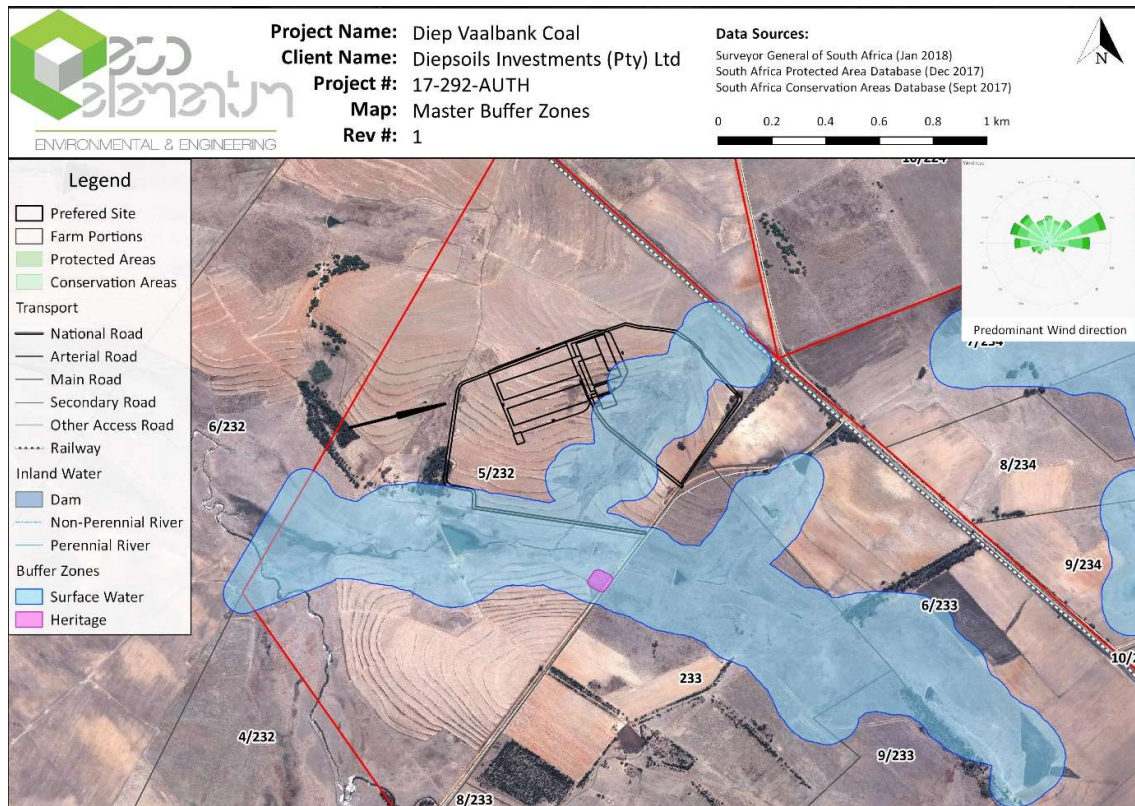 eco
elementum
ENVIRONMENTAL & ENGINEERING
Project Name: Diep Vaalbank Coal
Client Name: Diepsoils Investments (Pty) Ltd
Project #: 17-292-AUTH
Map: Master Buffer Zones
Rev #: 1
Data Sources:
Surveyor General of South Africa (Jan 2018)
South Africa Protected Area Database (Dec 2017)
South Africa Conservation Areas Database (Sept 2017)
0 0.2 0.4 0.6 0.8 1 km
N
Legend
Prefered Site
Farm Portions
Protected Areas
Conservation Areas
Transport
National Road
Arterial Road
Main Road
Secondary Road
Other Access Road
Railway
Inland Water
Dam
Non-Perennial River
Perennial River
Buffer Zones
Surface Water
Heritage
Predominant Wind direction
7/234
6/232
5/232
8/234
9/234
6/233
233
4/232
9/233
8/233